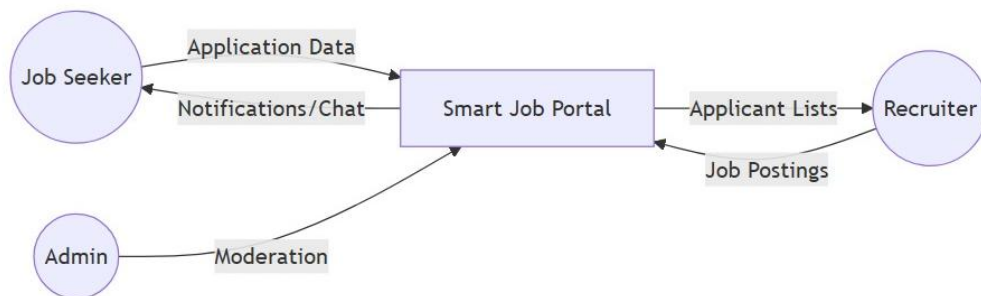 Job Seeker
Application Data
Notifications/Chat
Smart Job Portal
Applicant Lists
Recruiter
Job Postings
Admin
Moderation